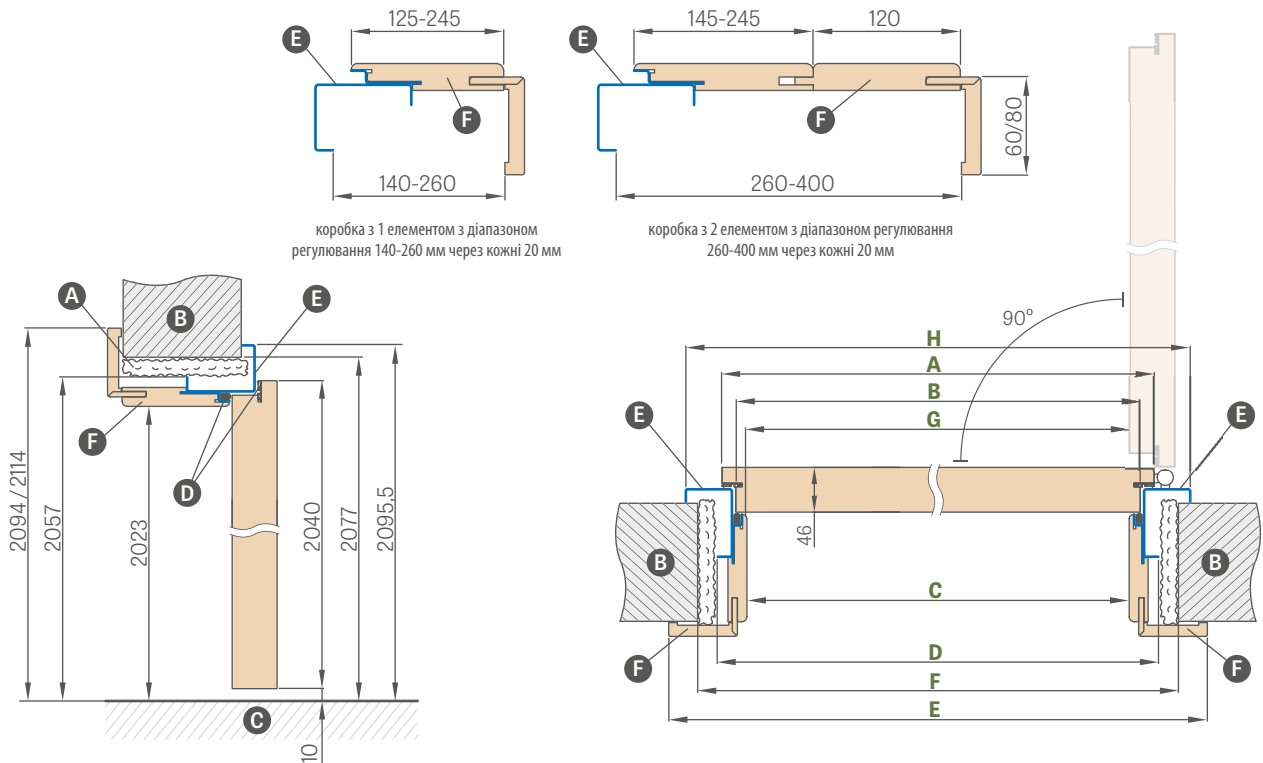 125-245
E
F
140-260
коробка з 1 елементом з діапазоном
регулювання 140-260 мм через кожні 20 мм
145-245
120
E
F
60/80
260-400
коробка з 2 елементом з діапазоном регулювання
260-400 мм через кожні 20 мм
A
B
E
F
D
2094 / 2114
2057
2023
2040
2077
2095,5
C
10
90°
H
A
B
G
E
E
46
B
B
C
F
F
D
F
E